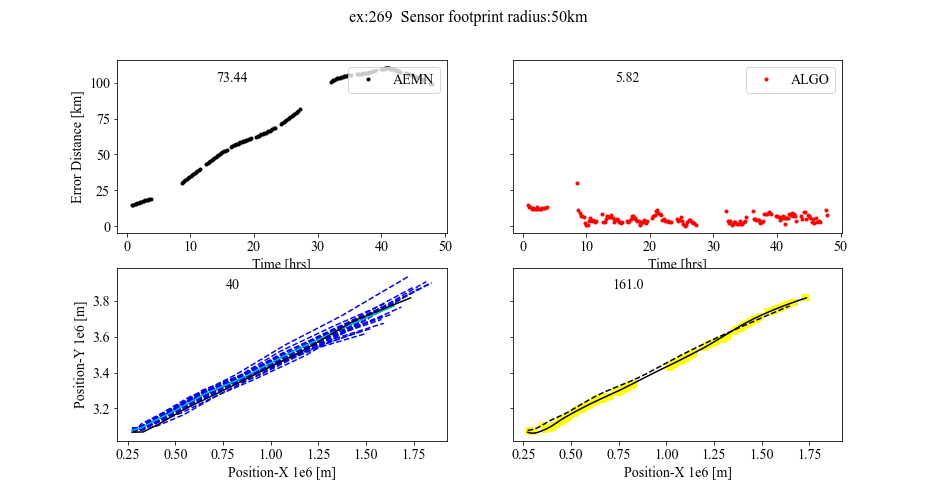 ex:269  Sensor footprint radius:50km
73.44
AEMN
5.82
ALGO
Error Distance [km]
100
75
50
25
0
0 10 20 30 40 50
0 10 20 30 40 50
Time [hrs]
Time [hrs]
40
161.0
Position-Y 1e6 [m]
3.8
3.6
3.4
3.2
0.25 0.50 0.75 1.00 1.25 1.50 1.75
0.25 0.50 0.75 1.00 1.25 1.50 1.75
Position-X 1e6 [m]
Position-X 1e6 [m]